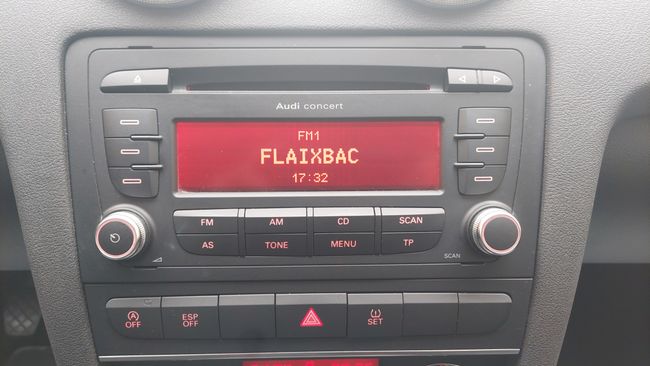 Audi concert
FM1
FLAIXBAC
17:32
FM AM CD SCAN
AS TONE MENU TP
SCAN
OFF
ESP OFF
SET